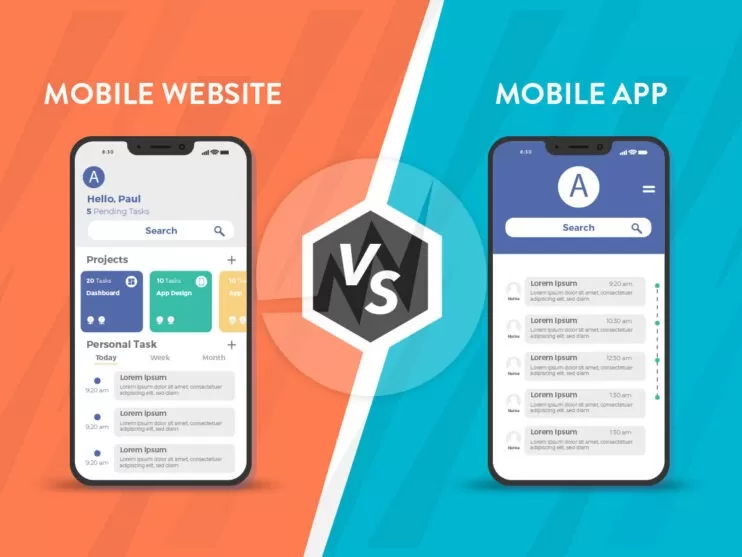 MOBILE WEBSITE
4:30
A
Hello, Paul
5 Pending Tasks
Search
Projects
+
20 Tasks
Dashboard
10 Tasks
App Design
10 Tas
App
Personal Task
+
Today
Week
Month
Lorem Ipsum
Lorem ipsum dolor sit amet, consectetuer
adipiscing elit, sed diam
9:20 am
Lorem Ipsum
Lorem ipsum dolor sit amet, consectetuer
adipiscing elit, sed diam
9:20 am
Lorem Ipsum
Lorem ipsum dolor sit amet, consectetuer
adipiscing elit, sed diam
9:20 am
VS
MOBILE APP
4:30
A
Search
Lorem Ipsum
9:20 am
Lorem ipsum dolor sit amet, consectetuer
adipiscing elit, sed diam
Name
Lorem Ipsum
10:30 am
Lorem ipsum dolor sit amet, consectetuer
adipiscing elit, sed diam
Name
Lorem Ipsum
12:30 am
Lorem ipsum dolor sit amet, consectetuer
adipiscing elit, sed diam
Name
Lorem Ipsum
1:30 am
Lorem ipsum dolor sit amet, consectetuer
adipiscing elit, sed diam
Name
Lorem Ipsum
1:30 am
Lorem ipsum dolor sit amet, consectetuer
adipiscing elit, sed diam
Name